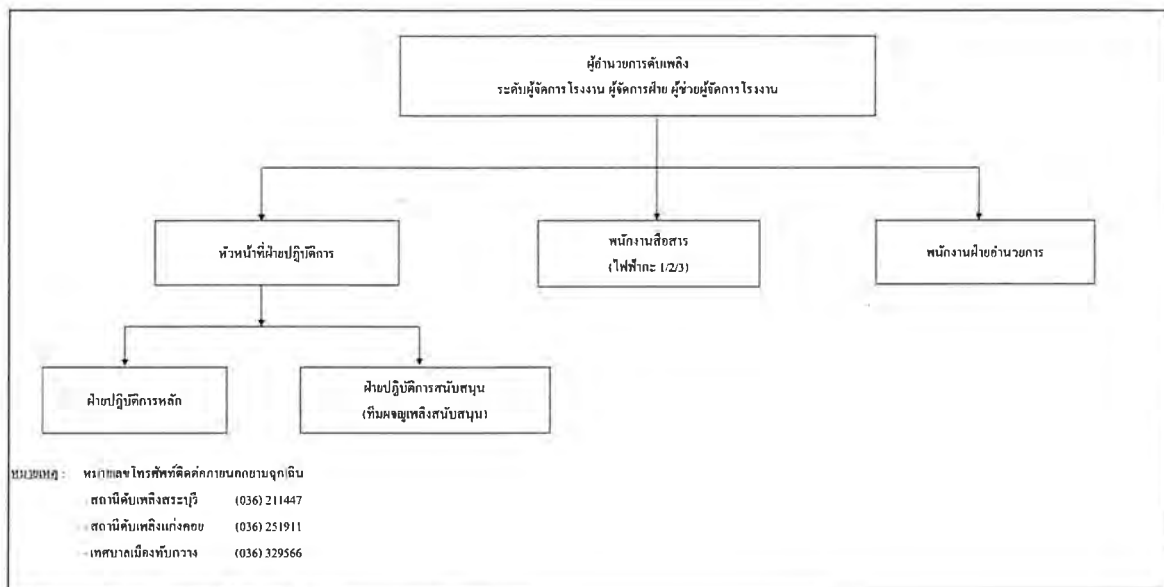 ผู้อำนวยการดับเพลิง
ระดับผู้จัดการโรงงาน ผู้จัดการฝ่าย ผู้ช่วยผู้จัดการโรงงาน
หัวหน้าที่ฝ่ายปฎิบัติการ
พนักงานสื่อสาร
(ไฟฟ้ากะ 1/2/3)
พนักงานฝ่ายอำนวยการ
ฝ่ายปฎิบัติการหลัก
ฝ่ายปฎิบัติการสนับสนุน
(ทีมผจญเพลิงสนับสนุน)
หมายเหตุ : หมายเลขโทรศัพท์ติดต่อภายนอกยามฉุกเฉิน
- สถานีดับเพลิงสระบุรี (036) 211447
- สถานีดับเพลิงแก่งคอย (036) 251911
- เทศบาลเมืองทับกวาง (036) 329566